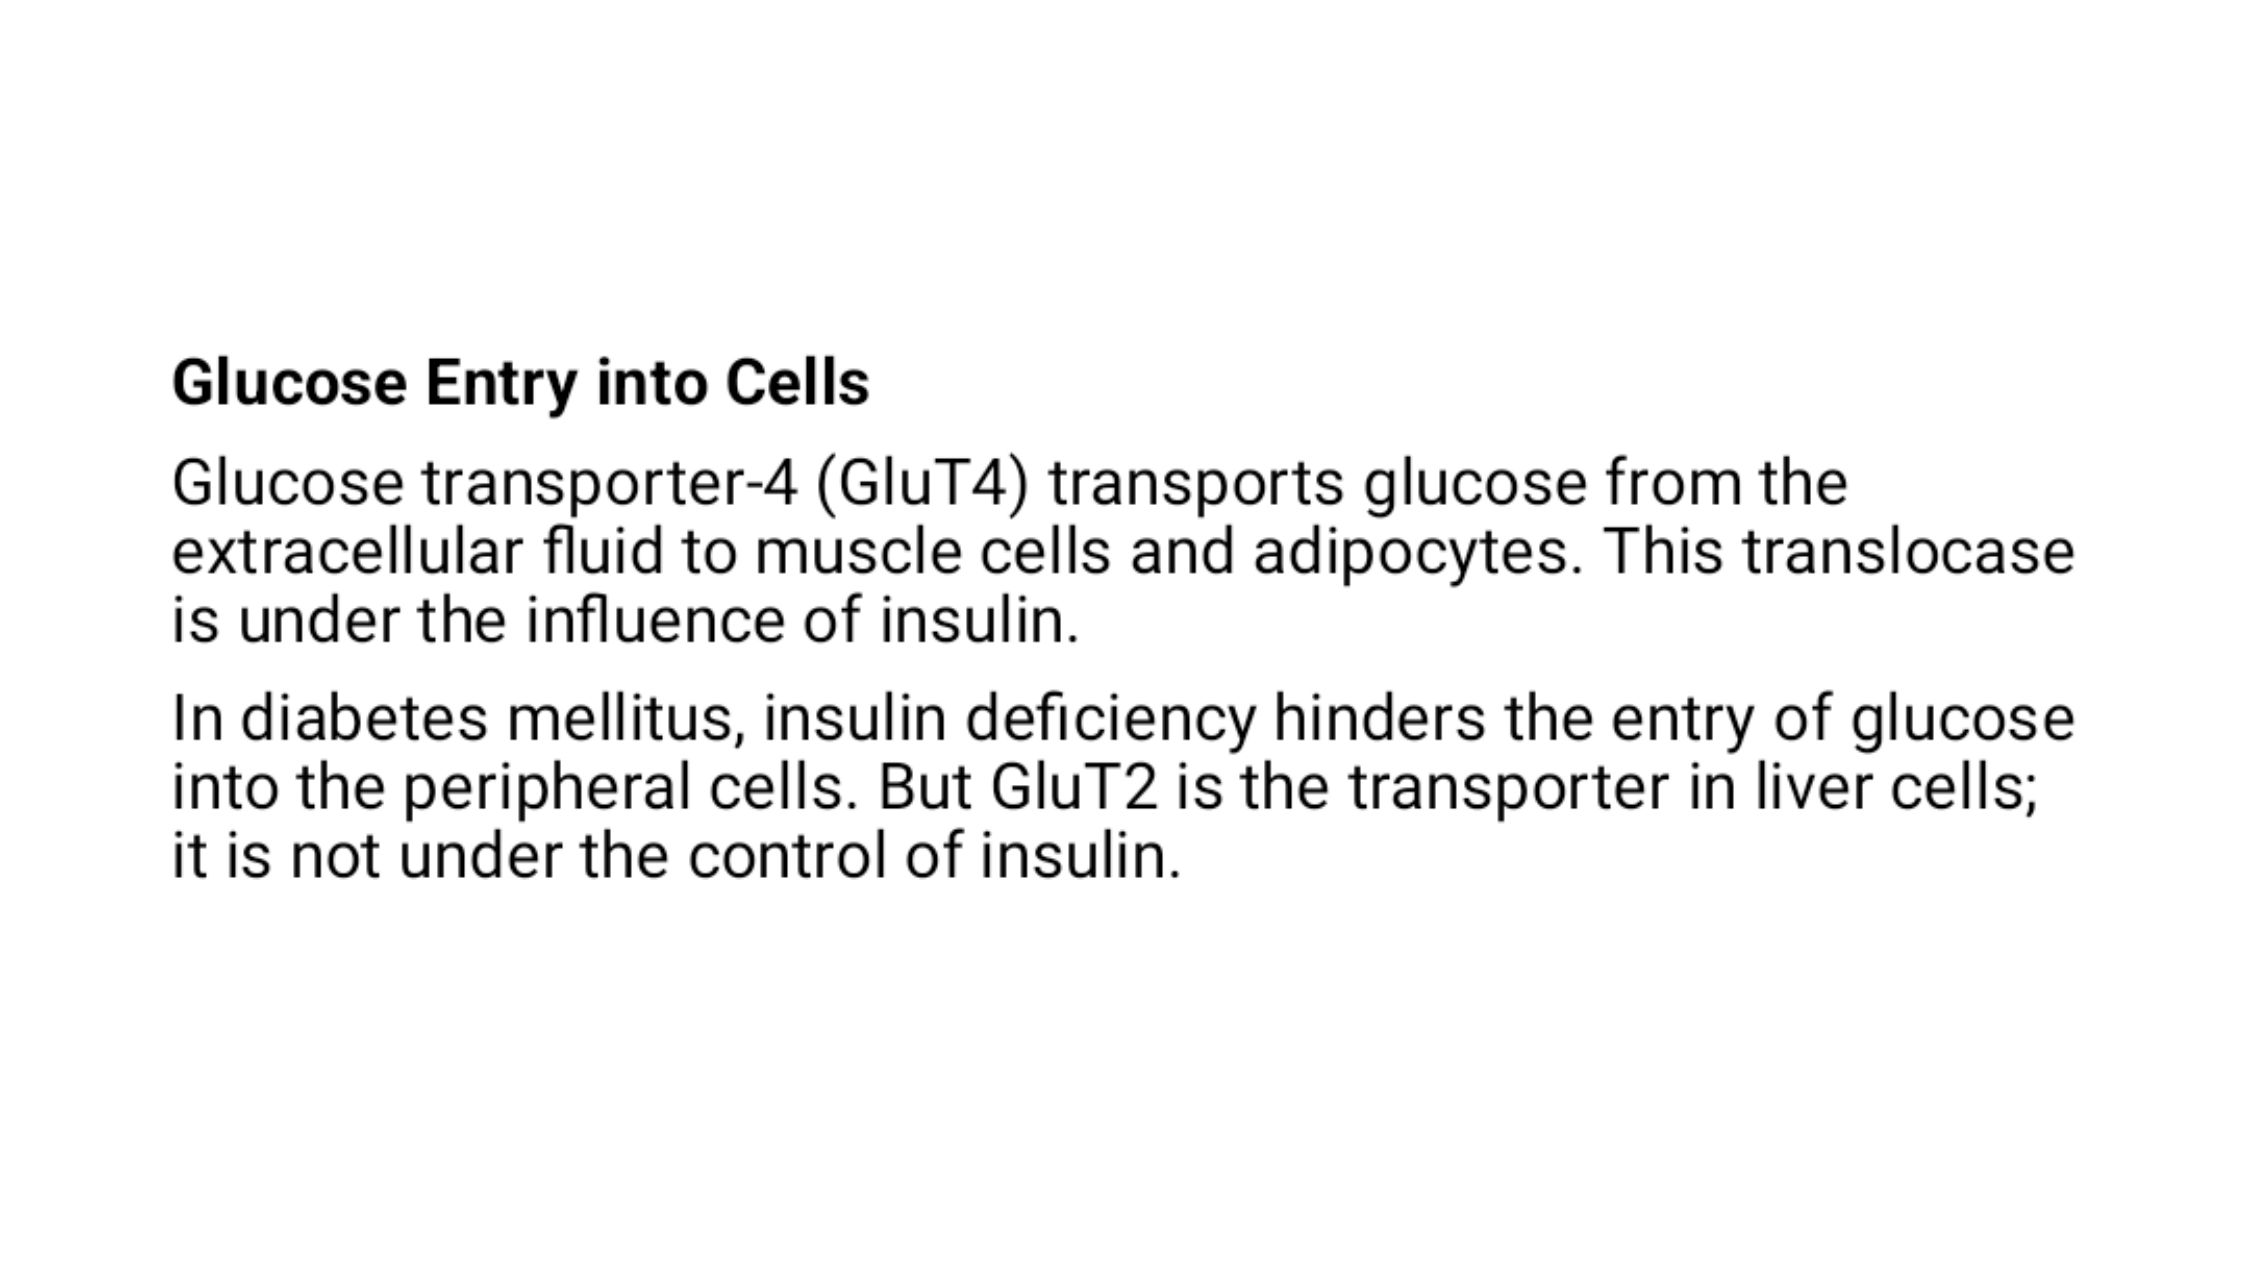 Glucose Entry into Cells
Glucose transporter-4 (GluT4) transports glucose from the
extracellular fluid to muscle cells and adipocytes. This translocase
is under the influence of insulin.
In diabetes mellitus, insulin deficiency hinders the entry of glucose
into the peripheral cells. But GluT2 is the transporter in liver cells;
it is not under the control of insulin.